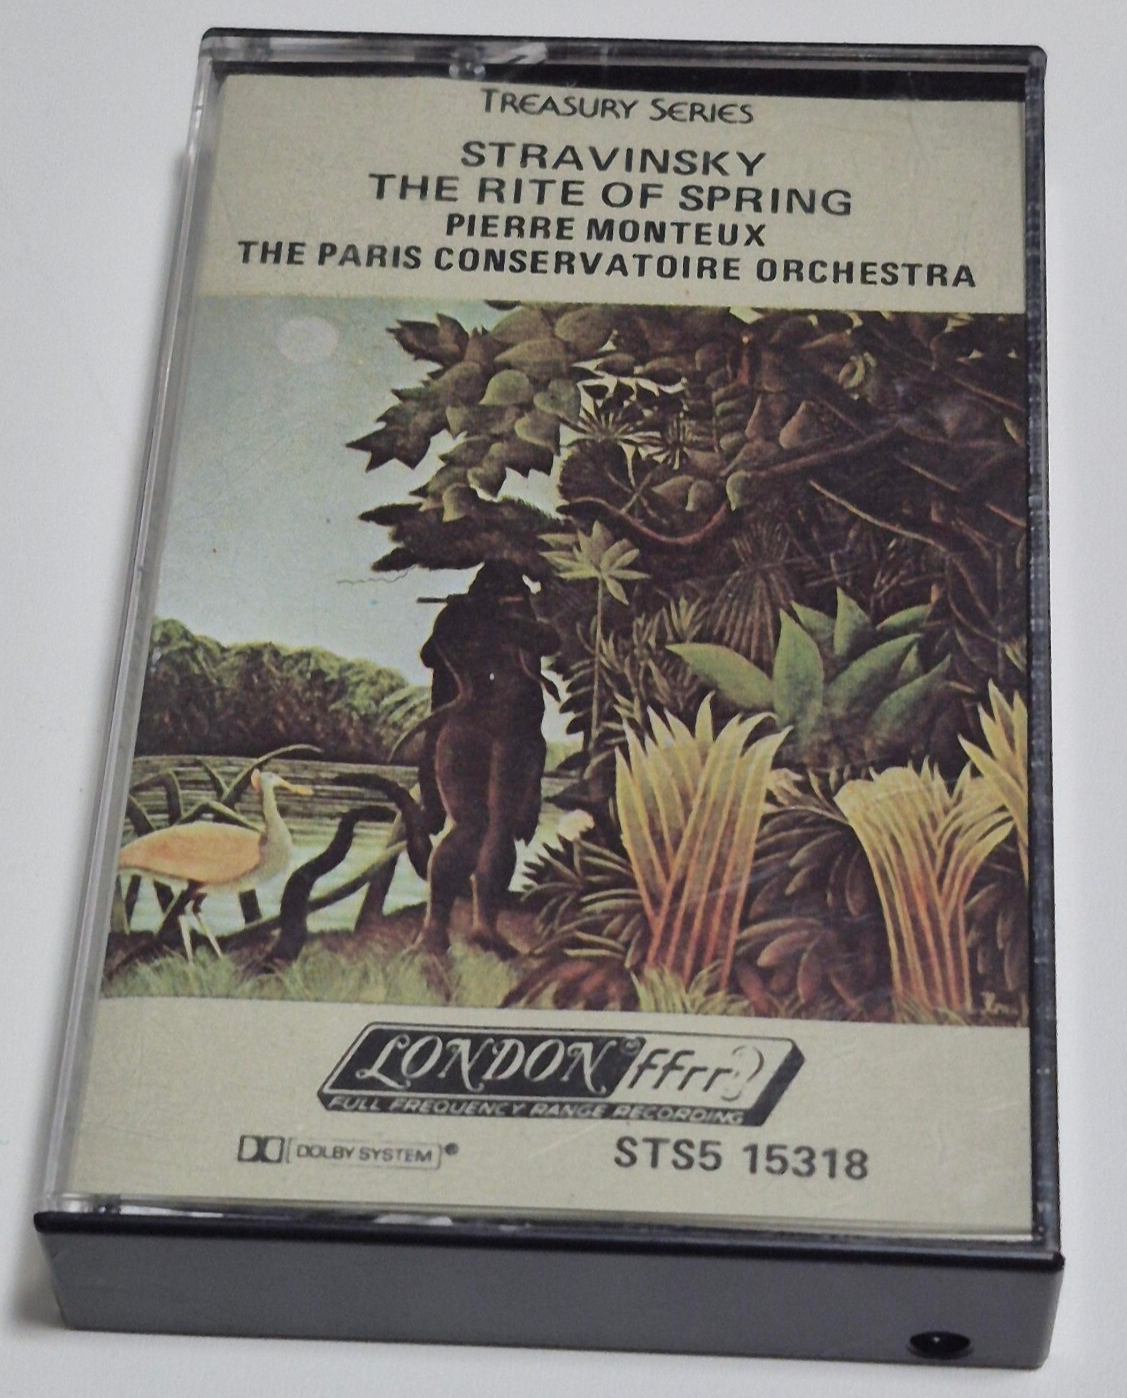 TREASURY SERIES
STRAVINSKY
THE RITE OF SPRING
PIERRE MONTEUX
THE PARIS CONSERVATOIRE ORCHESTRA
LONDON® ffrr
FULL FREQUENCY RANGE RECORDING
DOLBY SYSTEM®
STS5 15318